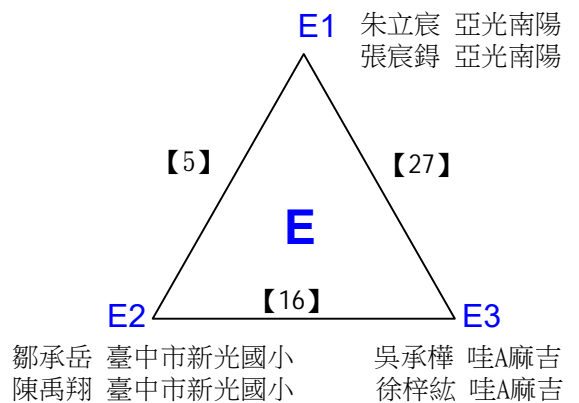 E1
朱立宸 亞光南陽
張宸鍀 亞光南陽
【5】
【27】
E
【16】
E2
E3
鄒承岳 臺中市新光國小
陳禹翔 臺中市新光國小
吳承樺 哇A麻吉
徐梓紘 哇A麻吉